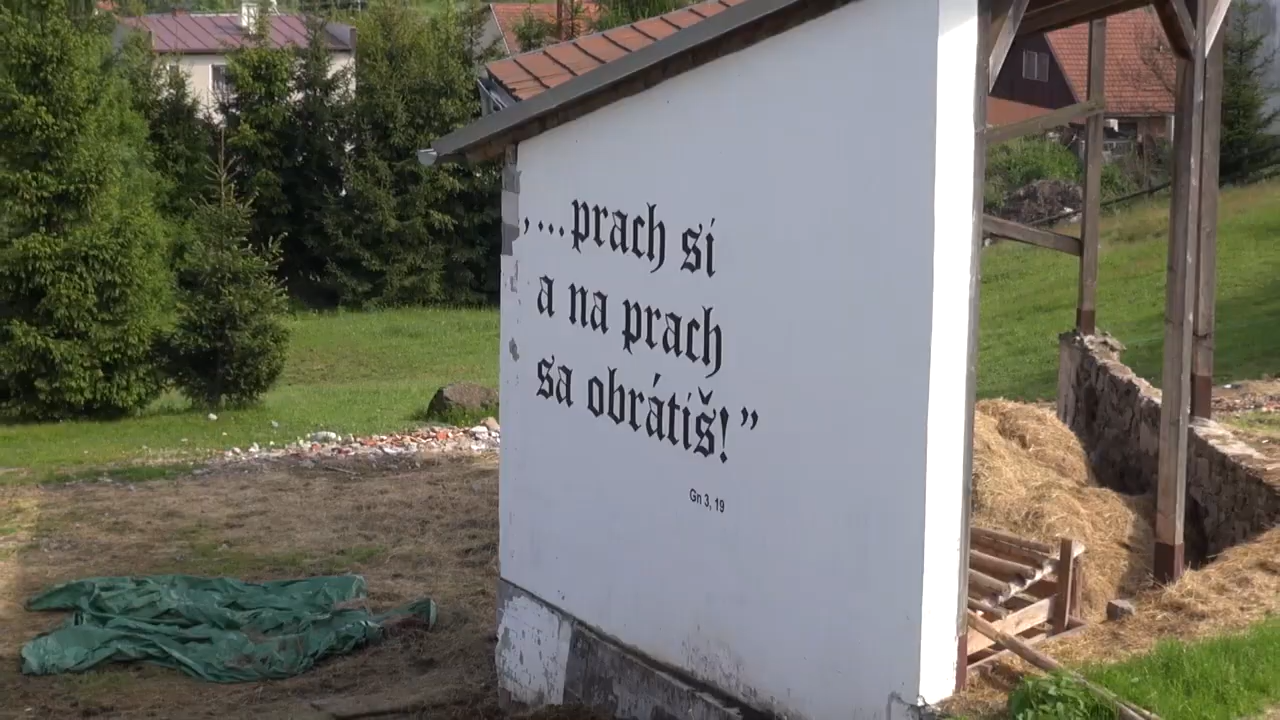 ,...prach si
a na prach
sa obrátiš!”
Gn 3, 19